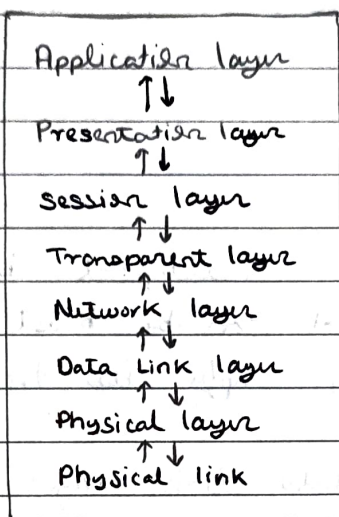 Application layer
↑↓
Presentation layer
↑↓
session layer
↑↓
Transparent layer
↑↓
Network layer
↑↓
Data Link layer
↑↓
Physical layer
↑↓
Physical link